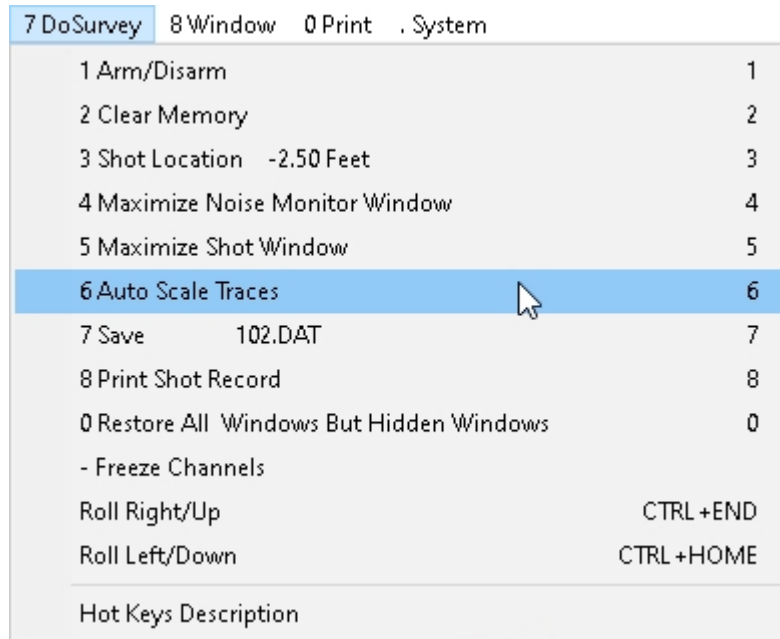 7 DoSurvey 8 Window 0 Print . System
1 Arm/Disarm 1
2 Clear Memory 2
3 Shot Location -2.50 Feet 3
4 Maximize Noise Monitor Window 4
5 Maximize Shot Window 5
6 Auto Scale Traces 6
7 Save 102.DAT 7
8 Print Shot Record 8
0 Restore All Windows But Hidden Windows 0
- Freeze Channels
Roll Right/Up CTRL+END
Roll Left/Down CTRL+HOME
Hot Keys Description